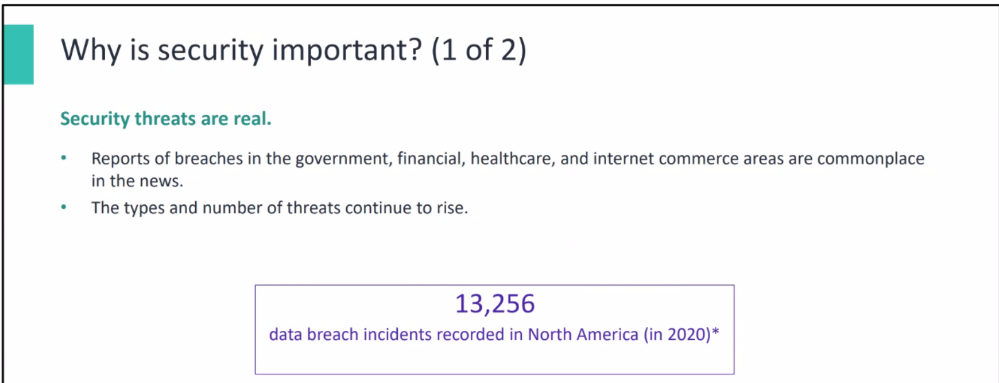 Why is security important? (1 of 2)
Security threats are real.
• Reports of breaches in the government, financial, healthcare, and internet commerce areas are commonplace
in the news.
• The types and number of threats continue to rise.
13,256
data breach incidents recorded in North America (in 2020)*